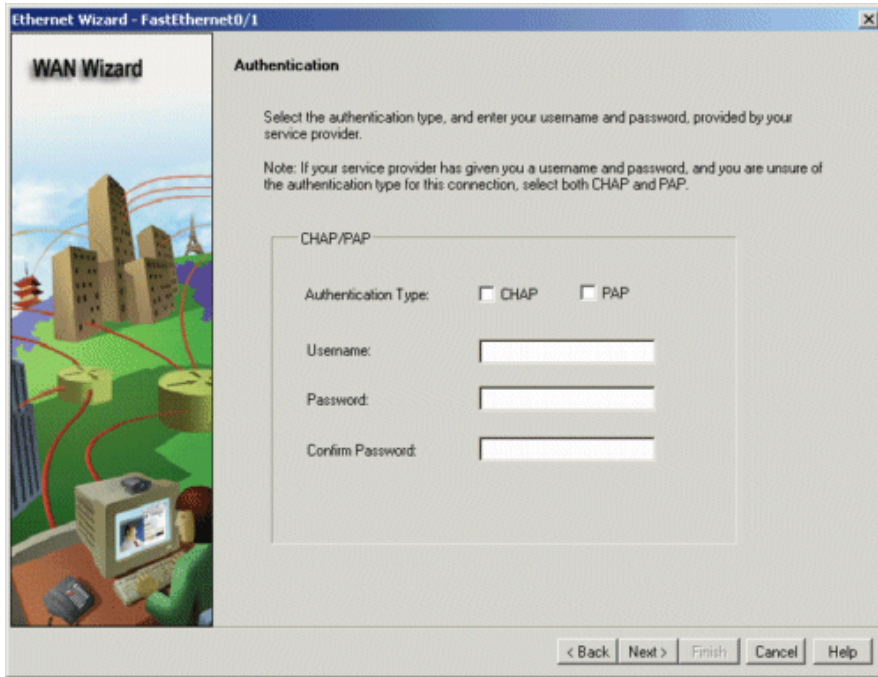 Ethernet Wizard - FastEthernet0/1
WAN Wizard
Authentication
Select the authentication type, and enter your username and password, provided by your
service provider.
Note: If your service provider has given you a username and password, and you are unsure of
the authentication type for this connection, select both CHAP and PAP.
CHAP/PAP
Authentication Type: CHAP PAP
Username:
Password:
Confirm Password:
< Back Next > Finish Cancel Help